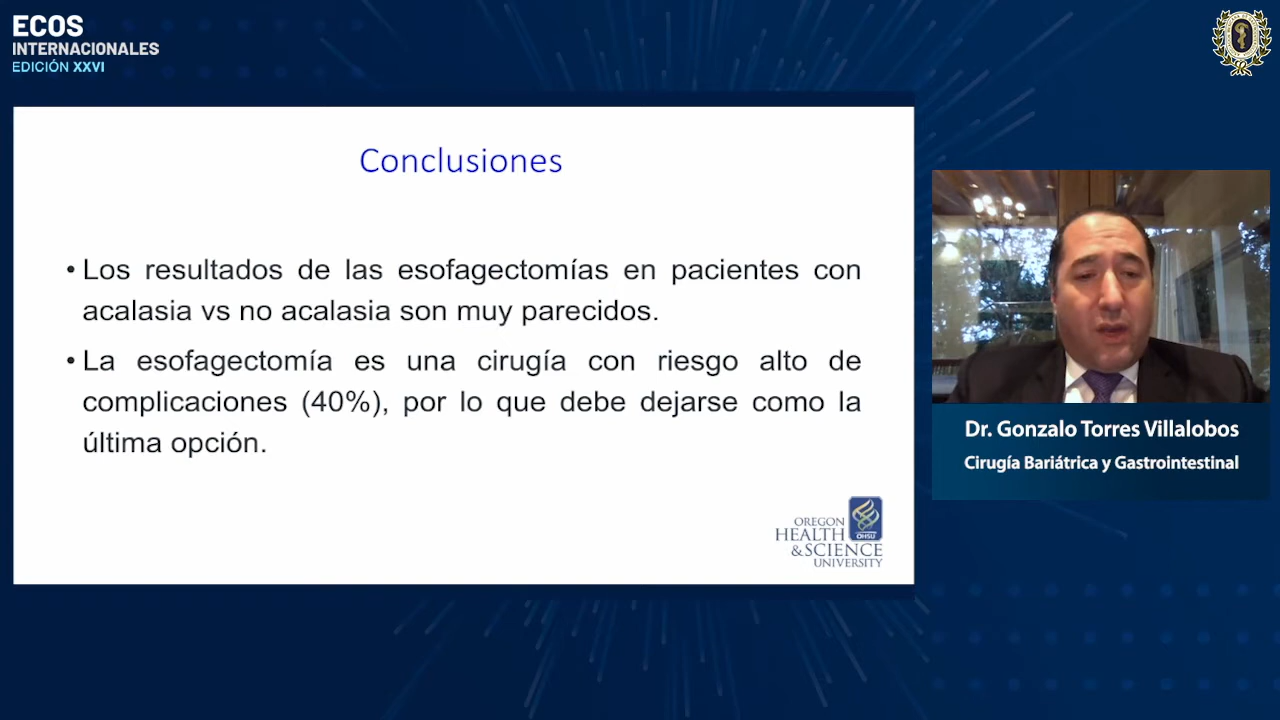 ECOS
INTERNACIONALES
EDICIÓN XXVI
Conclusiones
• Los resultados de las esofagectomías en pacientes con
acalasia vs no acalasia son muy parecidos.
• La esofagectomía es una cirugía con riesgo alto de
complicaciones (40%), por lo que debe dejarse como la
última opción.
OHSU
OREGON
HEALTH
&SCIENCE
UNIVERSITY
Dr. Gonzalo Torres Villalobos
Cirugía Bariátrica y Gastrointestinal